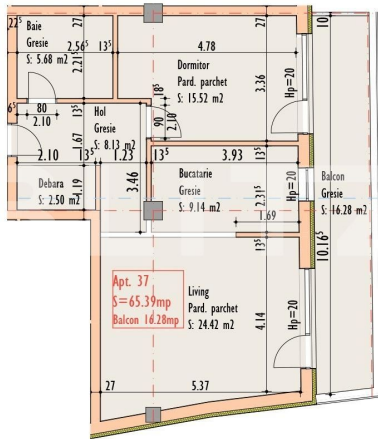 22⁵
Baie
Gresie
S: 5.68 m2
2.56⁵
2.21⁵
27
13⁵
4.78
27
Dormitor
Pard. parchet
S: 15.52 m2
3.36
Hp=20
10
6⁵
80
2.10
13⁵
1.67
Hol
Gresie
S: 8.13 m2
18⁵
90
2.10
2.10
13⁵
1.23
13⁵
3.93
13⁵
Debara
S: 2.50 m2
1.19
3.46
Bucatarie
Gresie
S: 9.14 m2
2.31⁵
Hp=20
Balcon
Gresie
S: 16.28 m2
1.69
13⁵
10.16⁵
Apt. 37
S=65.39mp
Balcon 16.28mp
Living
Pard. parchet
S: 24.42 m2
4.14
Hp=20
27
5.37